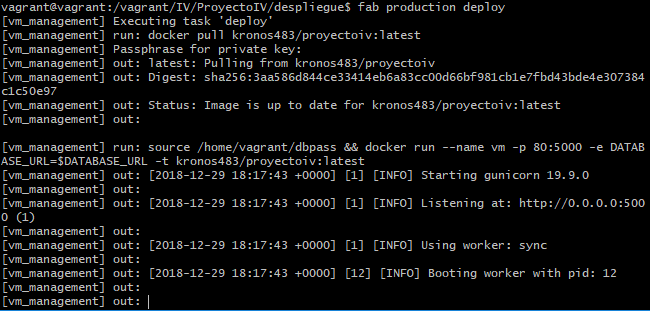 vagrant@vagrant:/vagrant/IV/ProyectoIV/despliegue$ fab production deploy
[vm_management] Executing task 'deploy'
[vm_management] run: docker pull kronos483/proyectoiv:latest
[vm_management] Passphrase for private key:
[vm_management] out: latest: Pulling from kronos483/proyectoiv
[vm_management] out: Digest: sha256:3aa586d844ce33414eb6a83cc00d66bf981cb1e7fbd43bde4e307384
c1c50e97
[vm_management] out: Status: Image is up to date for kronos483/proyectoiv:latest
[vm_management] out:
[vm_management] run: source /home/vagrant/dbpass && docker run --name vm -p 80:5000 -e DATAB
ASE_URL=$DATABASE_URL -t kronos483/proyectoiv:latest
[vm_management] out: [2018-12-29 18:17:43 +0000] [1] [INFO] Starting gunicorn 19.9.0
[vm_management] out:
[vm_management] out: [2018-12-29 18:17:43 +0000] [1] [INFO] Listening at: http://0.0.0.0:500
0 (1)
[vm_management] out:
[vm_management] out: [2018-12-29 18:17:43 +0000] [1] [INFO] Using worker: sync
[vm_management] out:
[vm_management] out: [2018-12-29 18:17:43 +0000] [12] [INFO] Booting worker with pid: 12
[vm_management] out:
[vm_management] out: